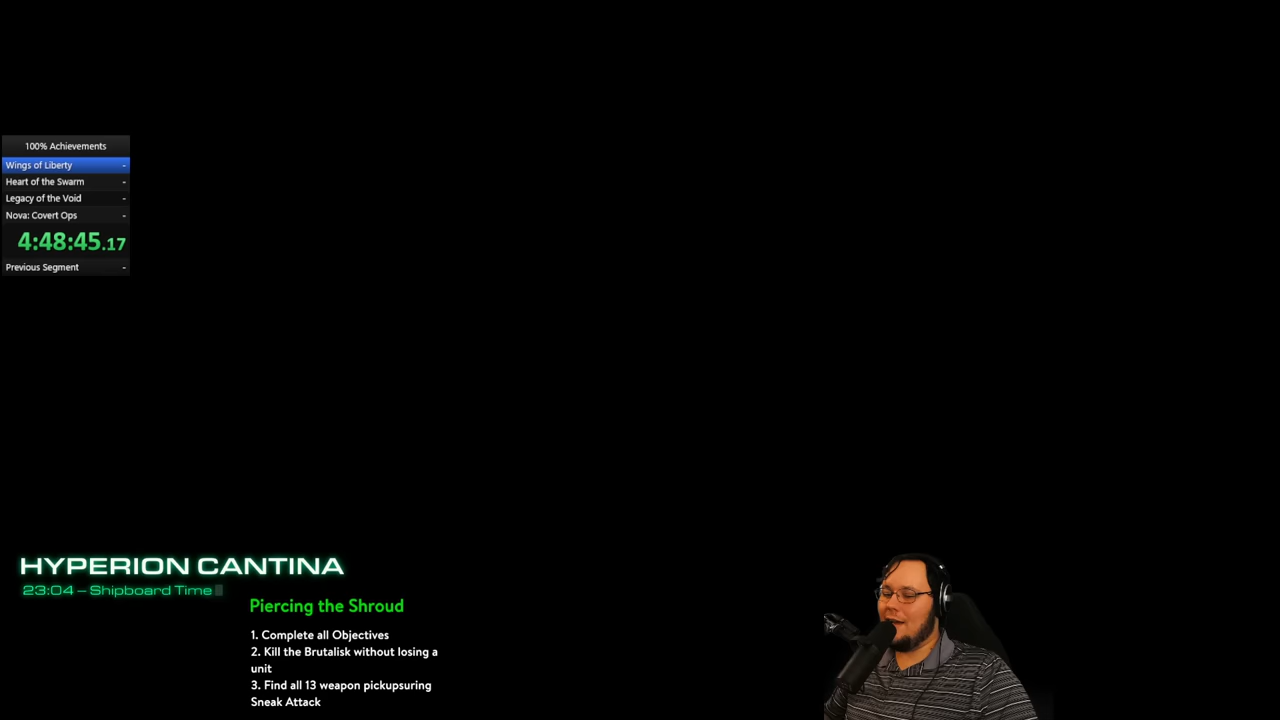 100% Achievements
Wings of Liberty -
Heart of the Swarm -
Legacy of the Void -
Nova: Covert Ops -
4:48:45.17
Previous Segment -
HYPERION CANTINA
23:04 – Shipboard Time
Piercing the Shroud
1. Complete all Objectives
2. Kill the Brutalisk without losing a
unit
3. Find all 13 weapon pickupsuring
Sneak Attack